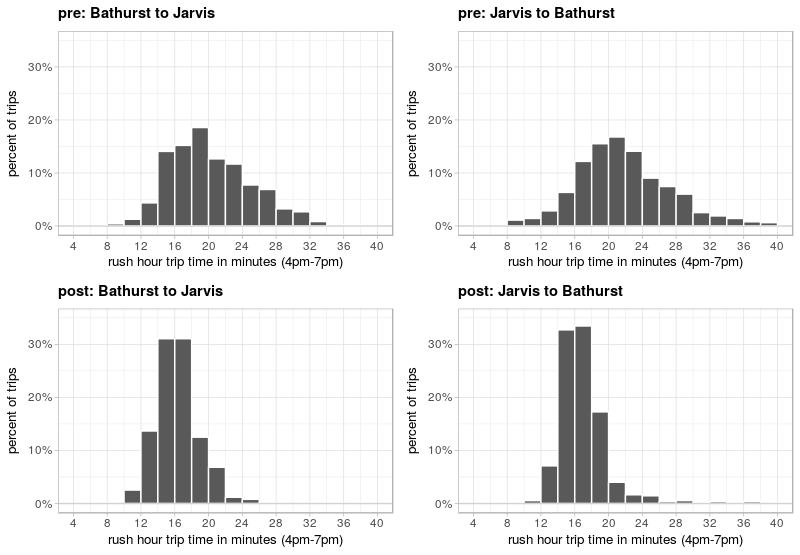 pre: Bathurst to Jarvis
percent of trips
30%
20%
10%
0%
4 8 12 16 20 24 28 32 36 40
rush hour trip time in minutes (4pm-7pm)
pre: Jarvis to Bathurst
percent of trips
30%
20%
10%
0%
4 8 12 16 20 24 28 32 36 40
rush hour trip time in minutes (4pm-7pm)
post: Bathurst to Jarvis
percent of trips
30%
20%
10%
0%
4 8 12 16 20 24 28 32 36 40
rush hour trip time in minutes (4pm-7pm)
post: Jarvis to Bathurst
percent of trips
30%
20%
10%
0%
4 8 12 16 20 24 28 32 36 40
rush hour trip time in minutes (4pm-7pm)